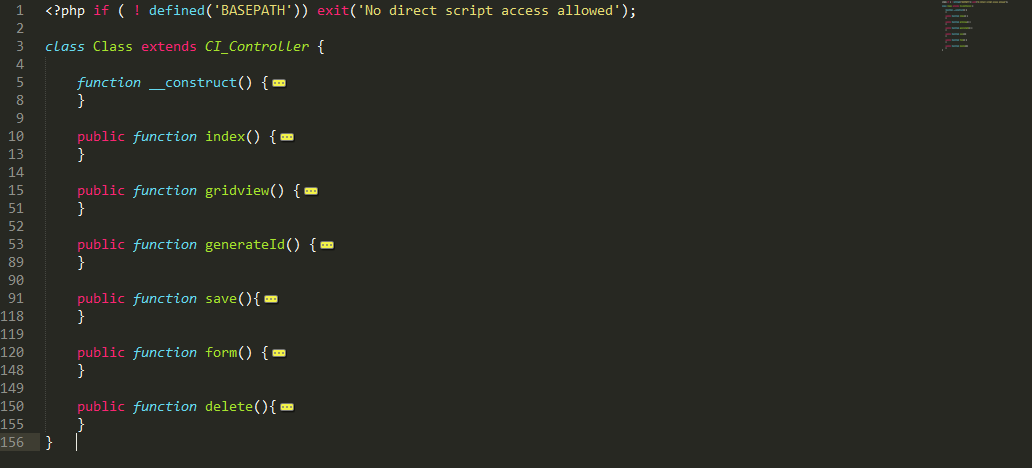 1 <?php if ( ! defined('BASEPATH')) exit('No direct script access allowed');
2
3 class Class extends CI_Controller {
4
5 function __construct() {
8 }
9
10 public function index() {
13 }
14
15 public function gridview() {
51 }
52
53 public function generateId() {
89 }
90
91 public function save(){
118 }
119
120 public function form() {
148 }
149
150 public function delete(){
155 }
156 }